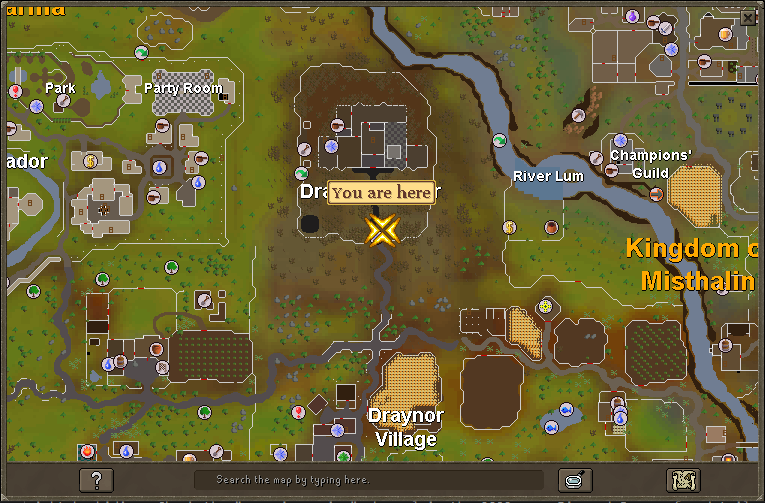 Park
Party Room
ador
Champions'
Guild
River Lum
You are here
Kingdom o
Misthalin
Draynor
Village
?
Search the map by typing here.